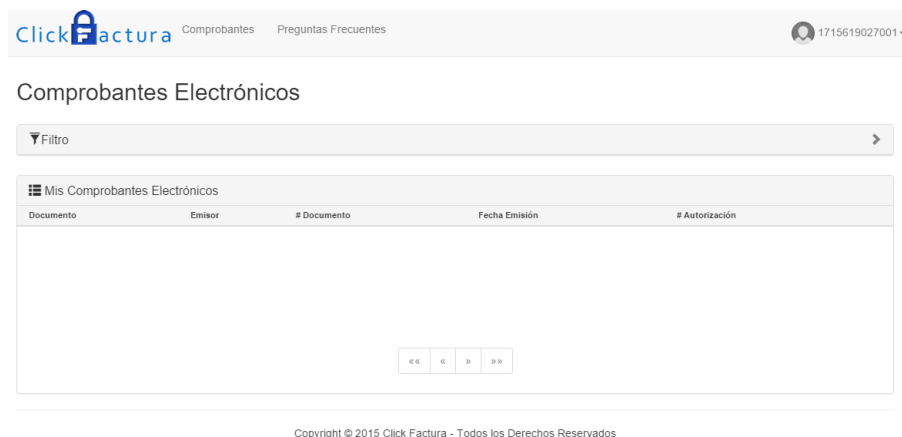 ClickFactura Comprobantes Preguntas Frecuentes 1715619027001
Comprobantes Electrónicos
Filtro
Mis Comprobantes Electrónicos
Documento Emisor # Documento Fecha Emisión # Autorización
«« « » »»
Copyright © 2015 Click Factura - Todos los Derechos Reservados